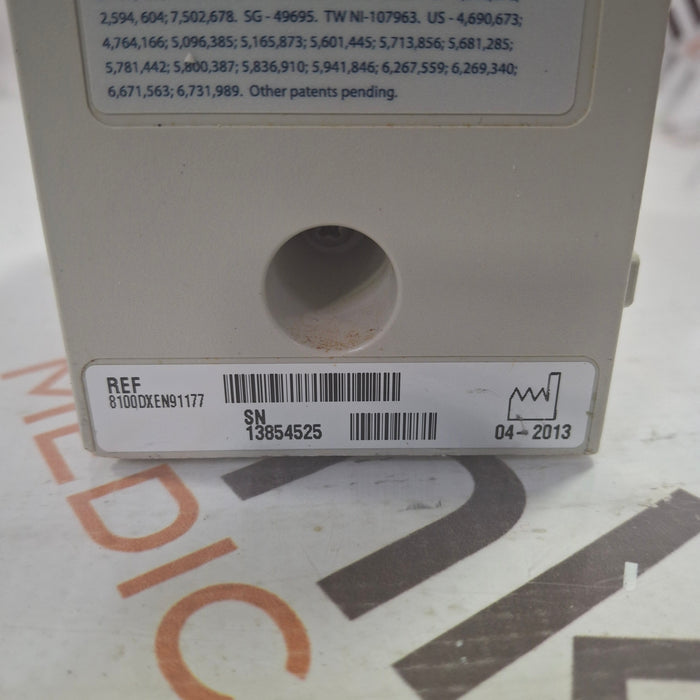 2,594,604; 7,502,678. SG - 49695. TW NI-107963. US - 4,690,673;
4,764,166; 5,096,385; 5,165,873; 5,601,445; 5,713,856; 5,681,285;
5,781,442; 5,800,387; 5,836,910; 5,941,846; 6,267,559; 6,269,340;
6,671,563; 6,731,989. Other patents pending.
REF
8100DXEN91177
SN
13854525
04-2013
MEDIC